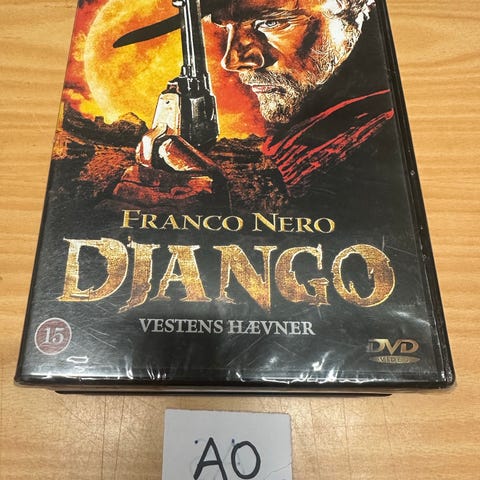 FRANCO NERO
DJANGO
VESTENS HÆVNER
15
DVD
VIDEO
AO